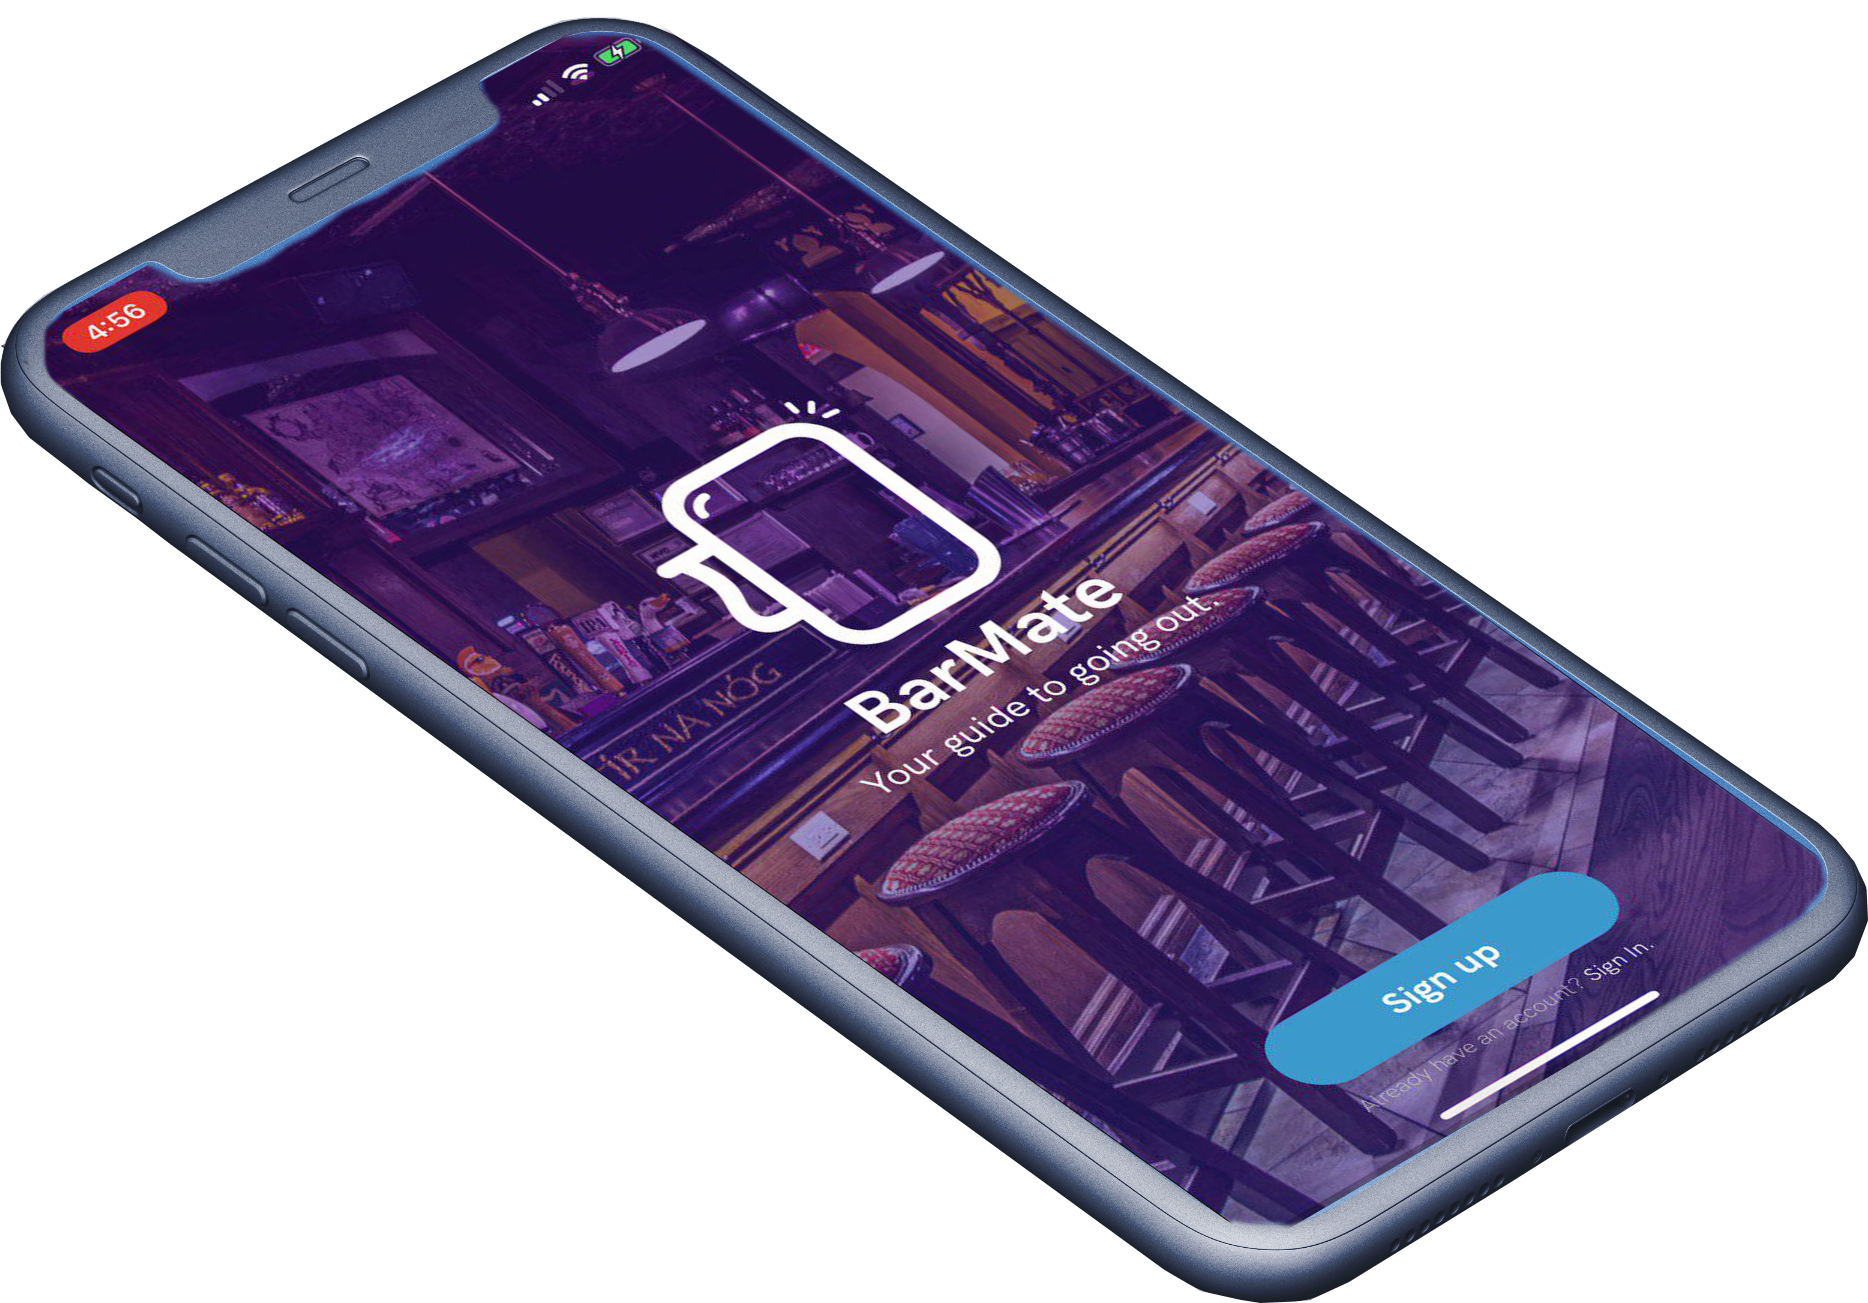 4:56
ÍR NA NÓG
BarMate
Your guide to going out.
Sign up
Already have an account? Sign In.